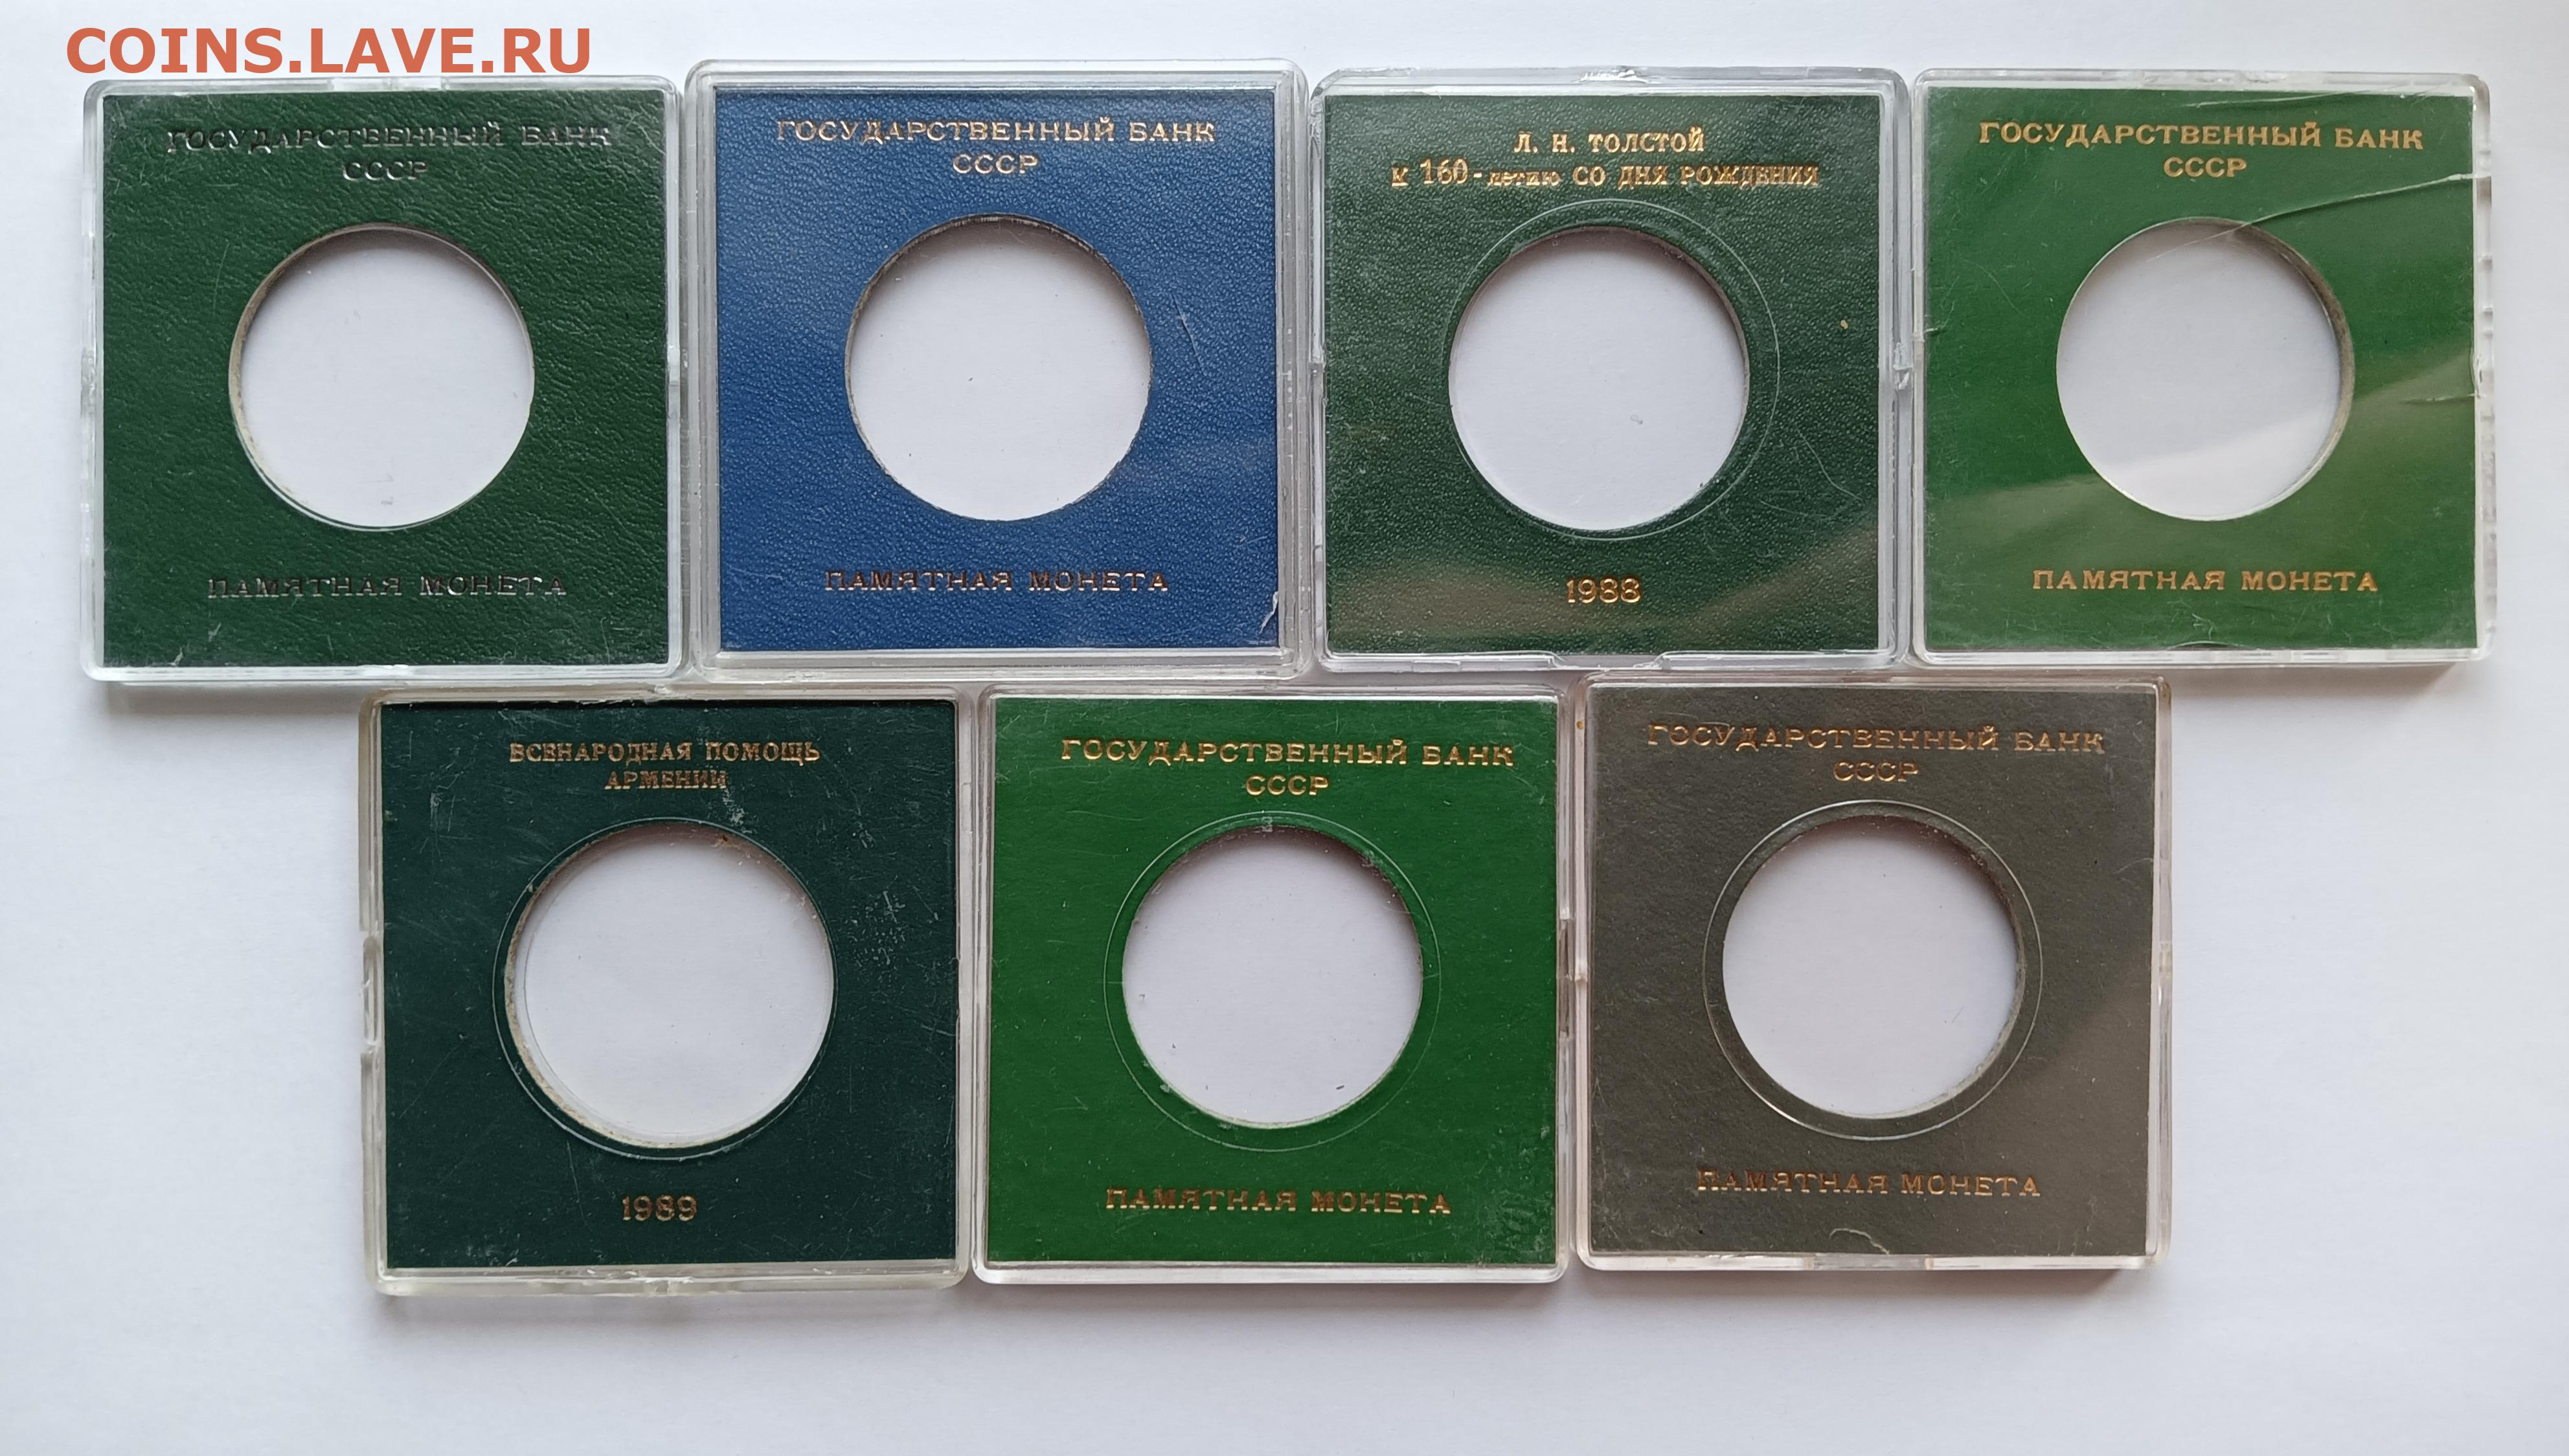 COINS.LAVE.RU
ГОСУДАРСТВЕННЫЙ БАНК
СССР
ПАМЯТНАЯ МОНЕТА
ГОСУДАРСТВЕННЫЙ БАНК
СССР
ПАМЯТНАЯ МОНЕТА
Л. Н. ТОЛСТОЙ
К 160-летию СО ДНЯ РОЖДЕНИЯ
1988
ГОСУДАРСТВЕННЫЙ БАНК
СССР
ПАМЯТНАЯ МОНЕТА
ВСЕНАРОДНАЯ ПОМОЩЬ
АРМЕНИИ
1989
ГОСУДАРСТВЕННЫЙ БАНК
СССР
ПАМЯТНАЯ МОНЕТА
ГОСУДАРСТВЕННЫЙ БАНК
СССР
ПАМЯТНАЯ МОНЕТА